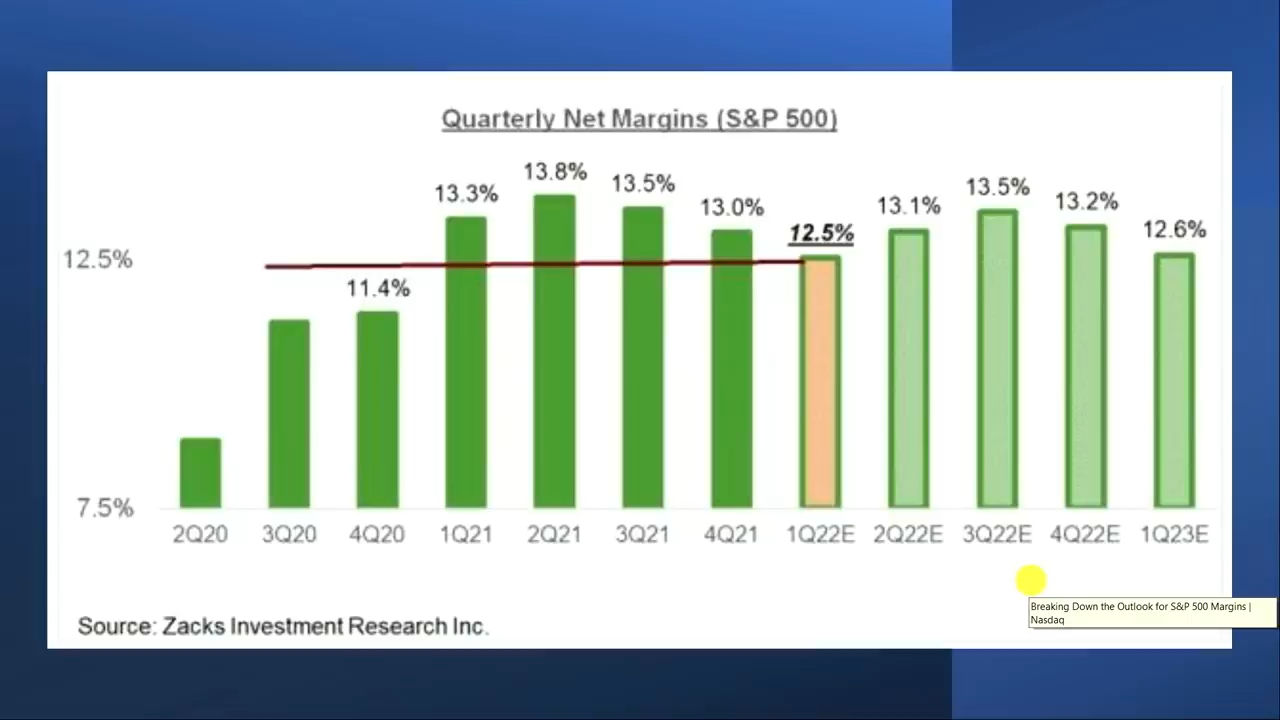 Quarterly Net Margins (S&P 500)
13.8%
13.3%
13.5%
13.0%
12.5%
13.1%
13.5%
13.2%
12.6%
12.5%
11.4%
7.5%
2Q20 3Q20 4Q20 1Q21 2Q21 3Q21 4Q21 1Q22E 2Q22E 3Q22E 4Q22E 1Q23E
Breaking Down the Outlook for S&P 500 Margins |
Nasdaq
Source: Zacks Investment Research Inc.